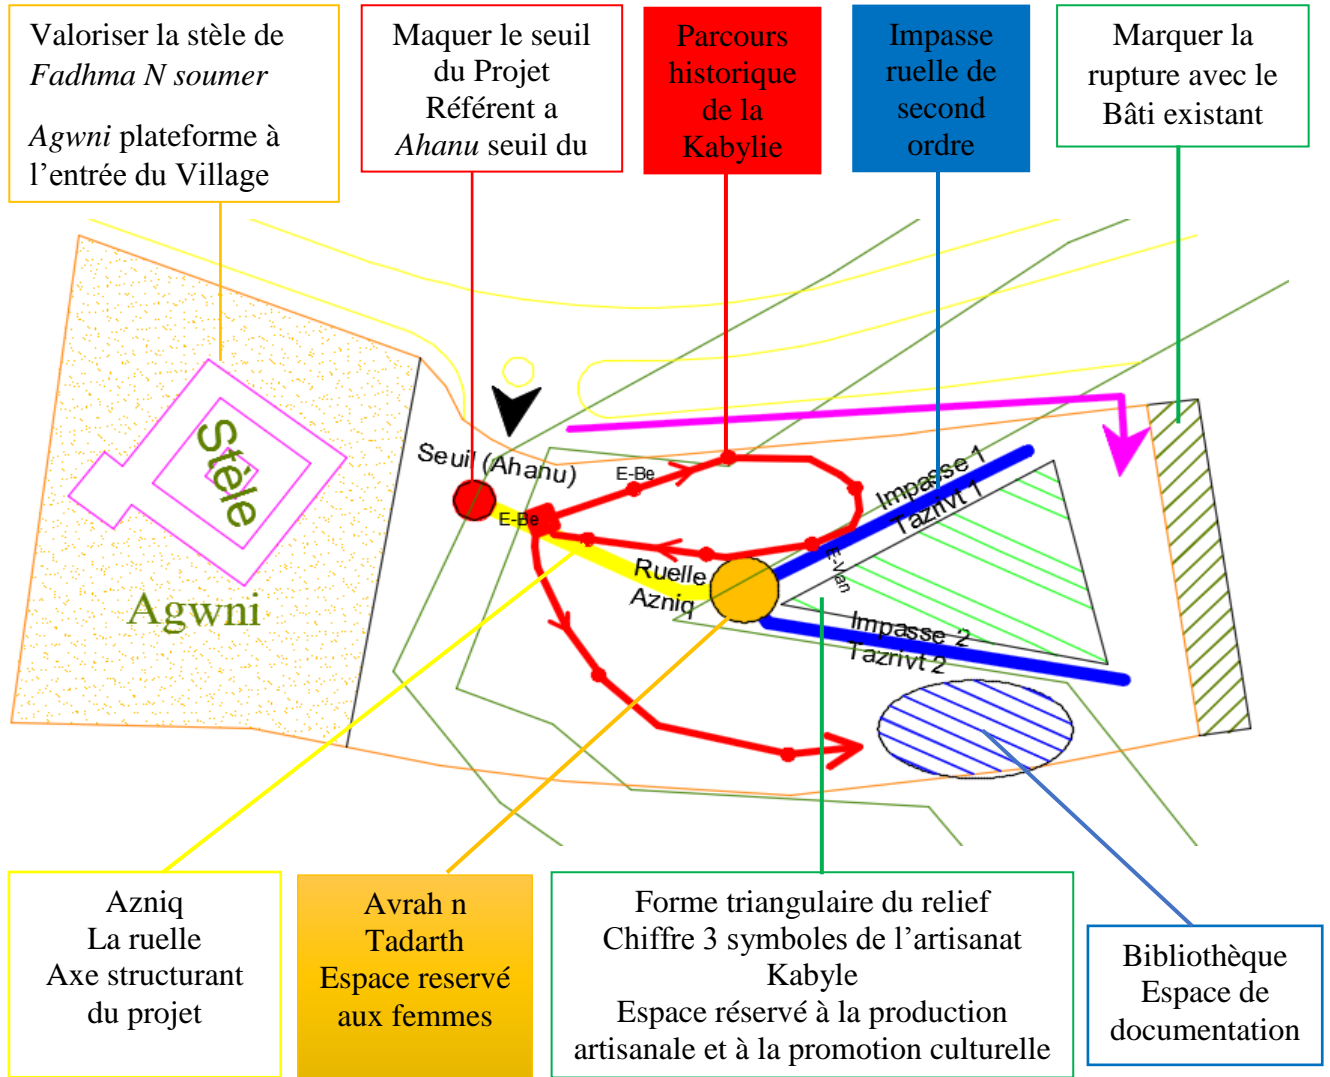 Valoriser la stèle de
Fadhma N soumer
Agwni plateforme à
l’entrée du Village
Maquer le seuil
du Projet
Référent a
Ahanu seuil du
Parcours
historique
de la
Kabylie
Impasse
ruelle de
second
ordre
Marquer la
rupture avec le
Bâti existant
Stèle
Agwni
Seuil (Ahanu)
E-Be
E-Be
Ruelle
Azniq
Impasse 1
Tazrivt 1
E-Van
Impasse 2
Tazrivt 2
Azniq
La ruelle
Axe structurant
du projet
Avrah n
Tadarth
Espace reservé
aux femmes
Forme triangulaire du relief
Chiffre 3 symboles de l’artisanat
Kabyle
Espace réservé à la production
artisanale et à la promotion culturelle
Bibliothèque
Espace de
documentation